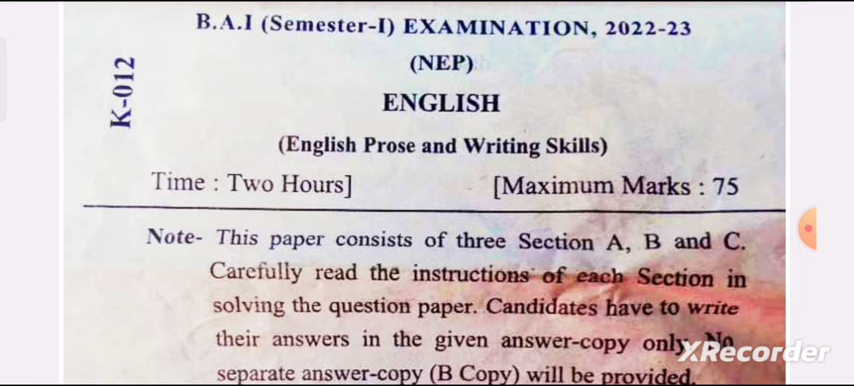 B.A.I (Semester-I) EXAMINATION, 2022-23
(NEP)
K-012
ENGLISH
(English Prose and Writing Skills)
Time : Two Hours]
[Maximum Marks : 75
Note- This paper consists of three Section A, B and C.
Carefully read the instructions of each Section in
solving the question paper. Candidates have to write
their answers in the given answer-copy only. No
separate answer-copy (B Copy) will be provided.
XRecorder